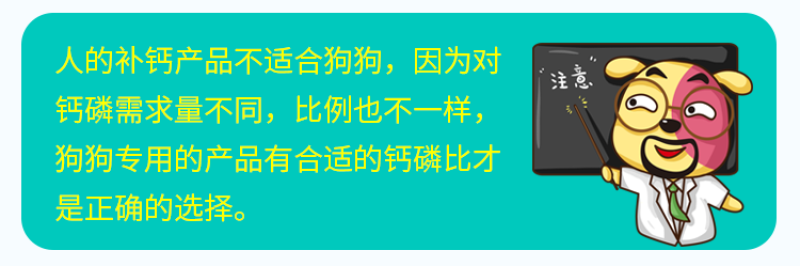 人的补钙产品不适合狗狗，因为对
钙磷需求量不同，比例也不一样，
狗狗专用的产品有合适的钙磷比才
是正确的选择。
注意